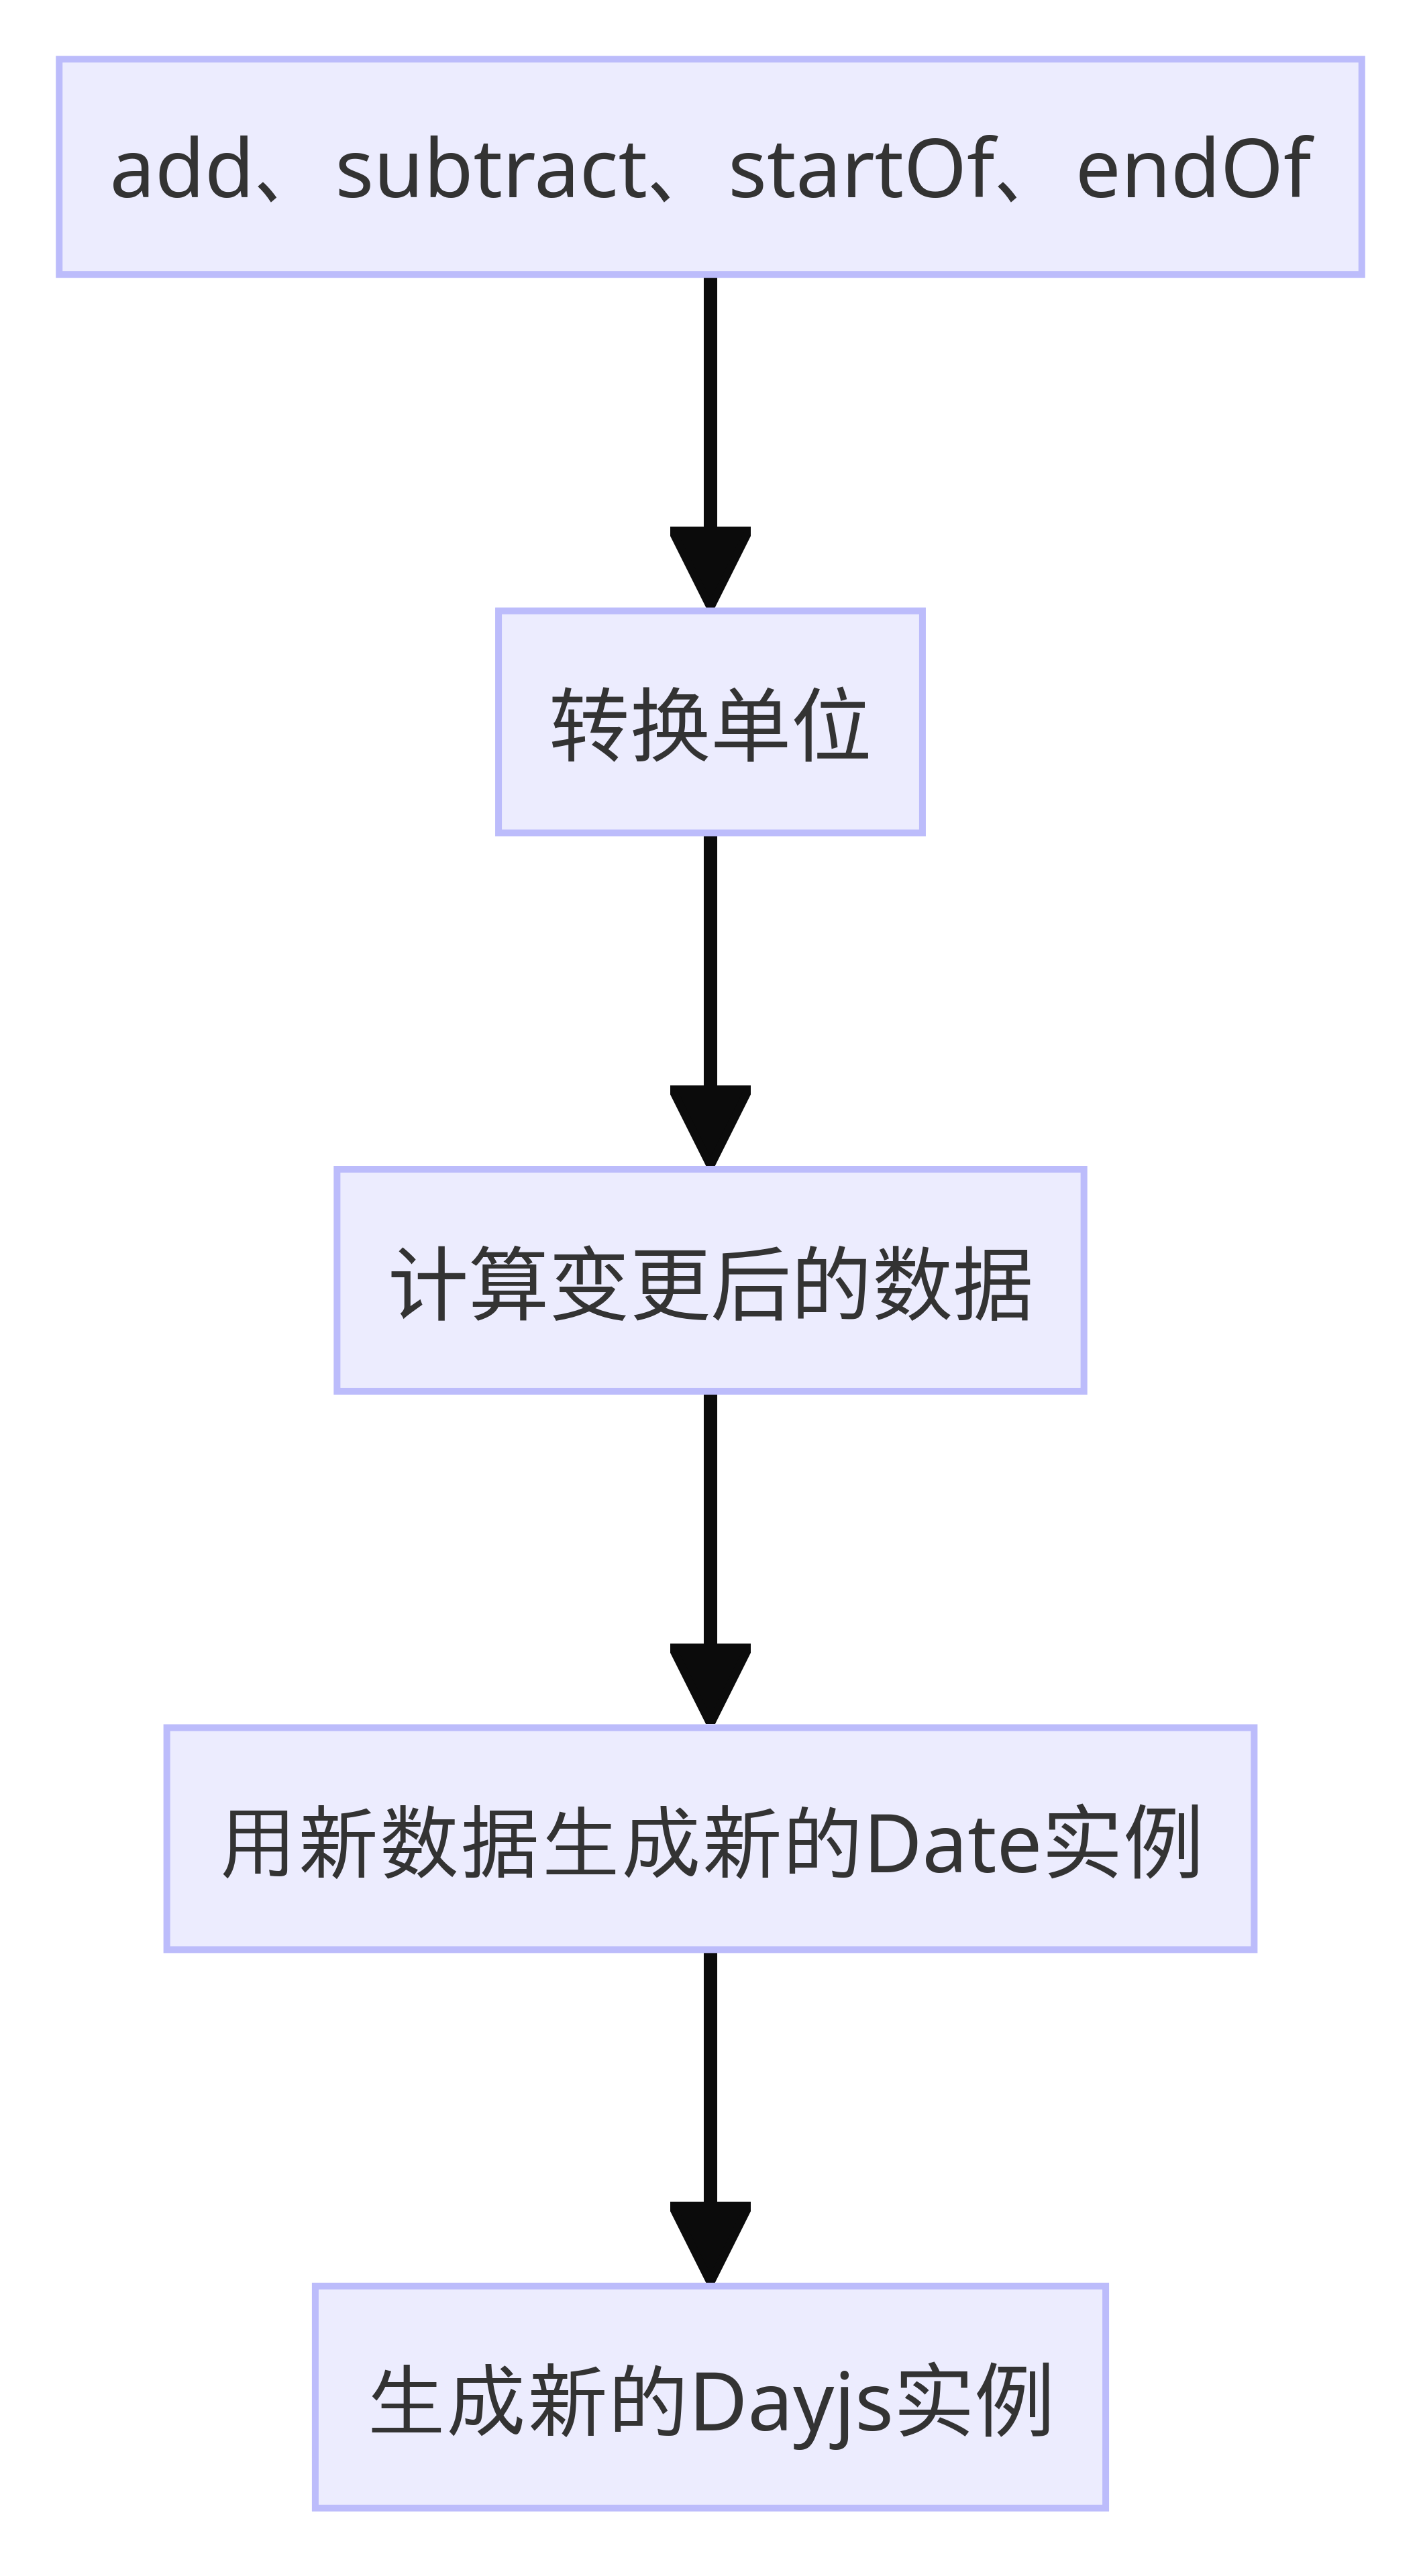 add、subtract、startOf、endOf
转换单位
计算变更后的数据
用新数据生成新的Date实例
生成新的Dayjs实例